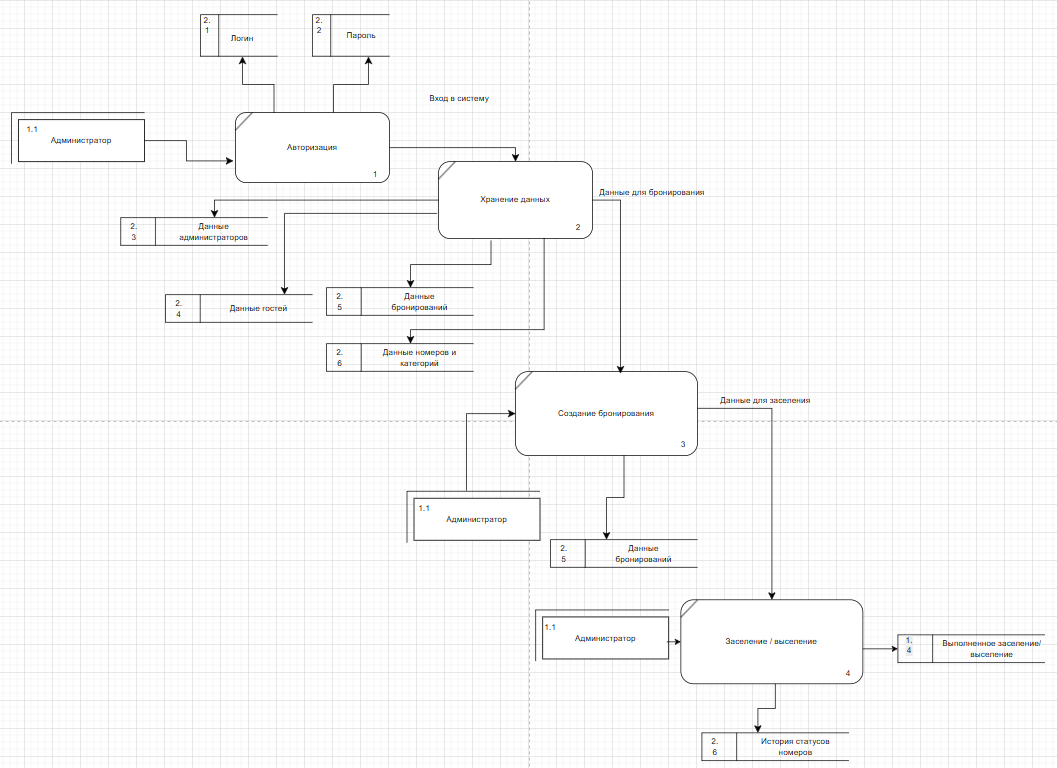 2.
1
Логин
2.
2
Пароль
Вход в систему
1.1
Администратор
Авторизация
1
Хранение данных
2
Данные для бронирования
2.
3
Данные
администраторов
2.
4
Данные гостей
2.
5
Данные
бронирований
2.
6
Данные номеров и
категорий
Создание бронирования
3
Данные для заселения
1.1
Администратор
2.
5
Данные
бронирований
1.1
Администратор
Заселение / выселение
4
1.
4
Выполненное заселение/
выселение
2.
6
История статусов
номеров